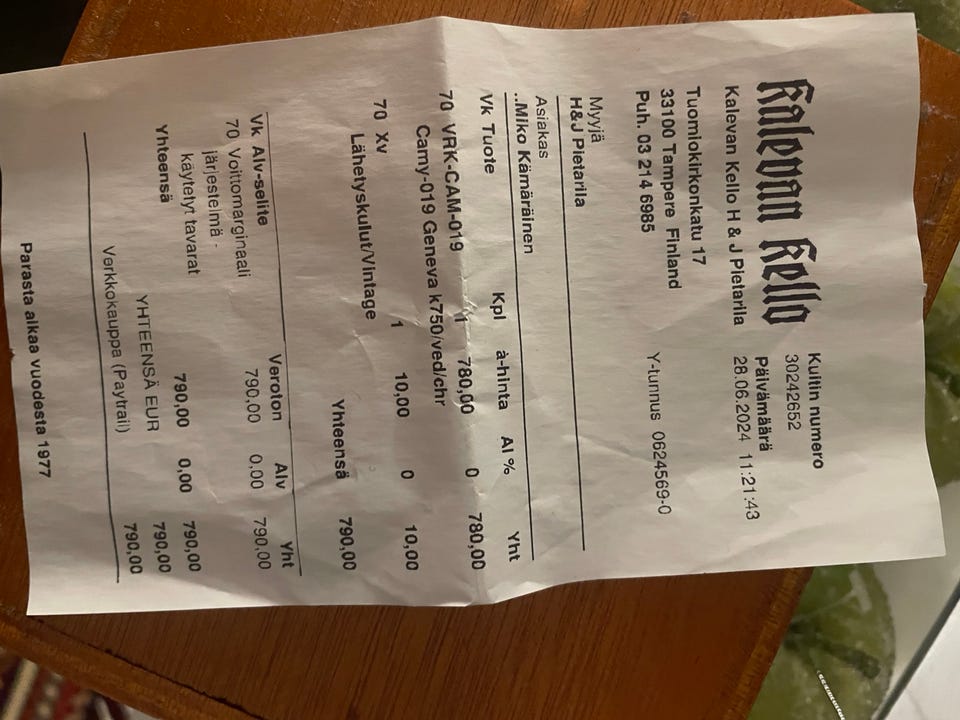 Kalevan Kello
Kuitin numero
30242652
Kalevan Kello H & J Pietarila
Päivämäärä
28.06.2024 11:21:43
Tuomiokirkonkatu 17
33100 Tampere Finland
Puh. 03 214 6985
Y-tunnus 0624569-0
Myyjä
H&J Pietarila
Asiakas
..Miko Kämäräinen
Vk Tuote Kpl à-hinta Al % Yht
70 VRK-CAM-019 1 780,00 0 780,00
Camy-019 Geneva k750/ved/chr
70 Xv 1 10,00 0 10,00
Lähetyskulut/Vintage
Yhteensä 790,00
Vk Alv-selite Veroton Alv Yht
70 Voittomarginaali 790,00 0,00 790,00
järjestelmä -
käytetyt tavarat
Yhteensä 790,00 0,00 790,00
YHTEENSÄ EUR 790,00
Verkkokauppa (Paytrail) 790,00
Parasta aikaa vuodesta 1977